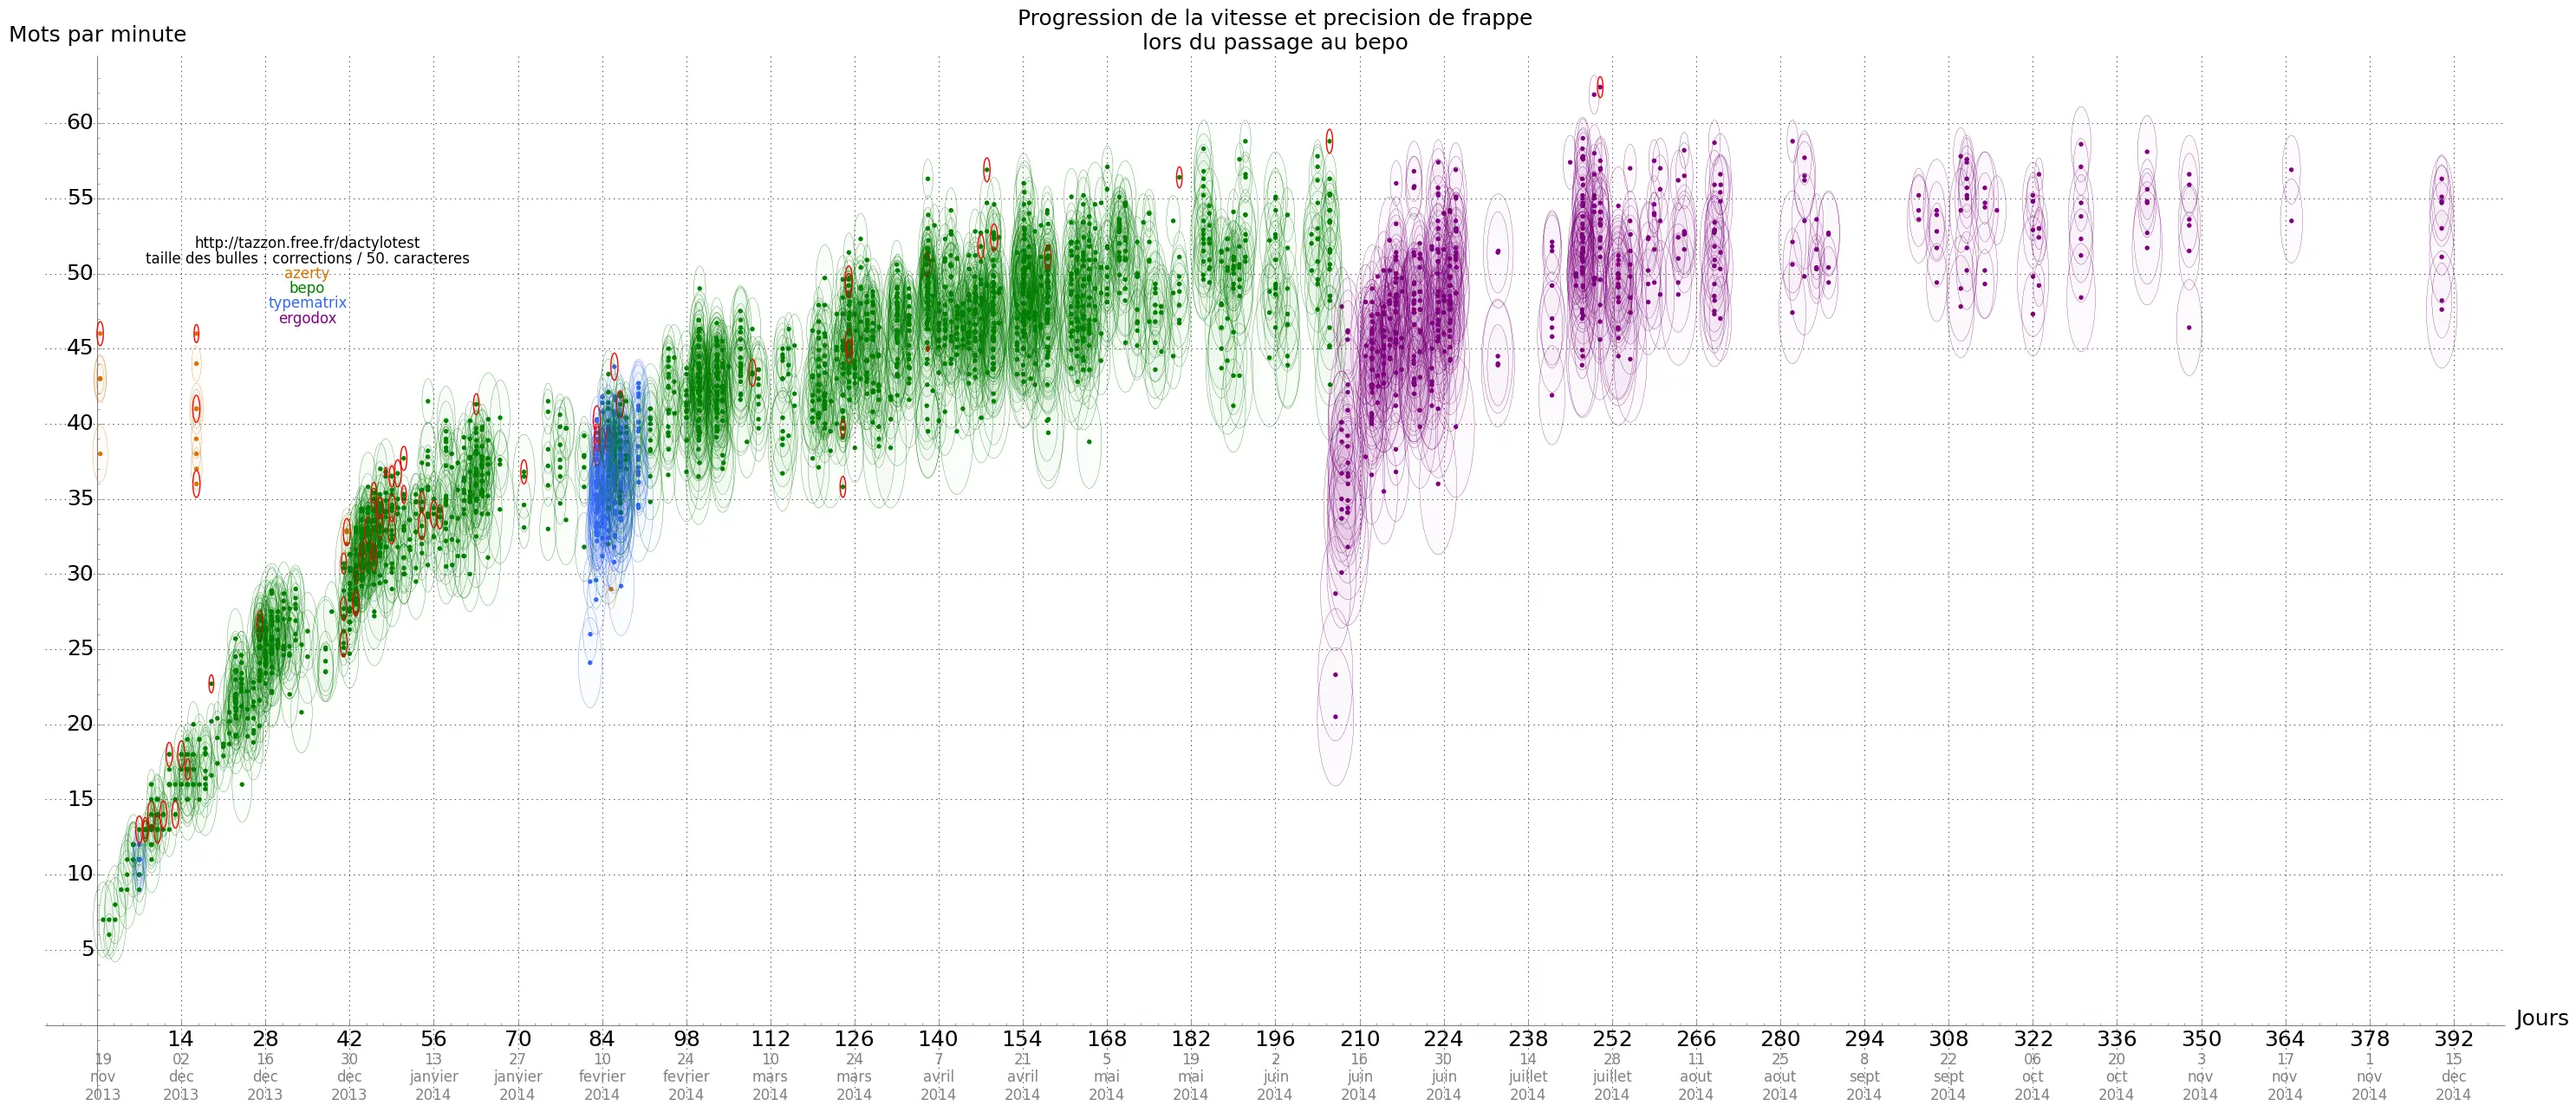 Progression de la vitesse et precision de frappe
lors du passage au bepo
Mots par minute
60
55
http://tazzon.free.fr/dactylotest
taille des bulles : corrections / 50. caracteres
azerty
bepo
typematrix
ergodox
50
45
40
35
30
25
20
15
10
5
Jours
14 28 42 56 70 84 98 112 126 140 154 168 182 196 210 224 238 252 266 280 294 308 322 336 350 364 378 392
19 02 16 30 13 27 10 24 10 24 7 21 5 19 2 16 30 14 28 11 25 8 22 06 20 3 17 1 15
nov dec dec dec janvier janvier fevrier fevrier mars mars avril avril mai mai juin juin juin juillet juillet aout aout sept sept oct oct nov nov nov dec
2013 2013 2013 2013 2014 2014 2014 2014 2014 2014 2014 2014 2014 2014 2014 2014 2014 2014 2014 2014 2014 2014 2014 2014 2014 2014 2014 2014 2014